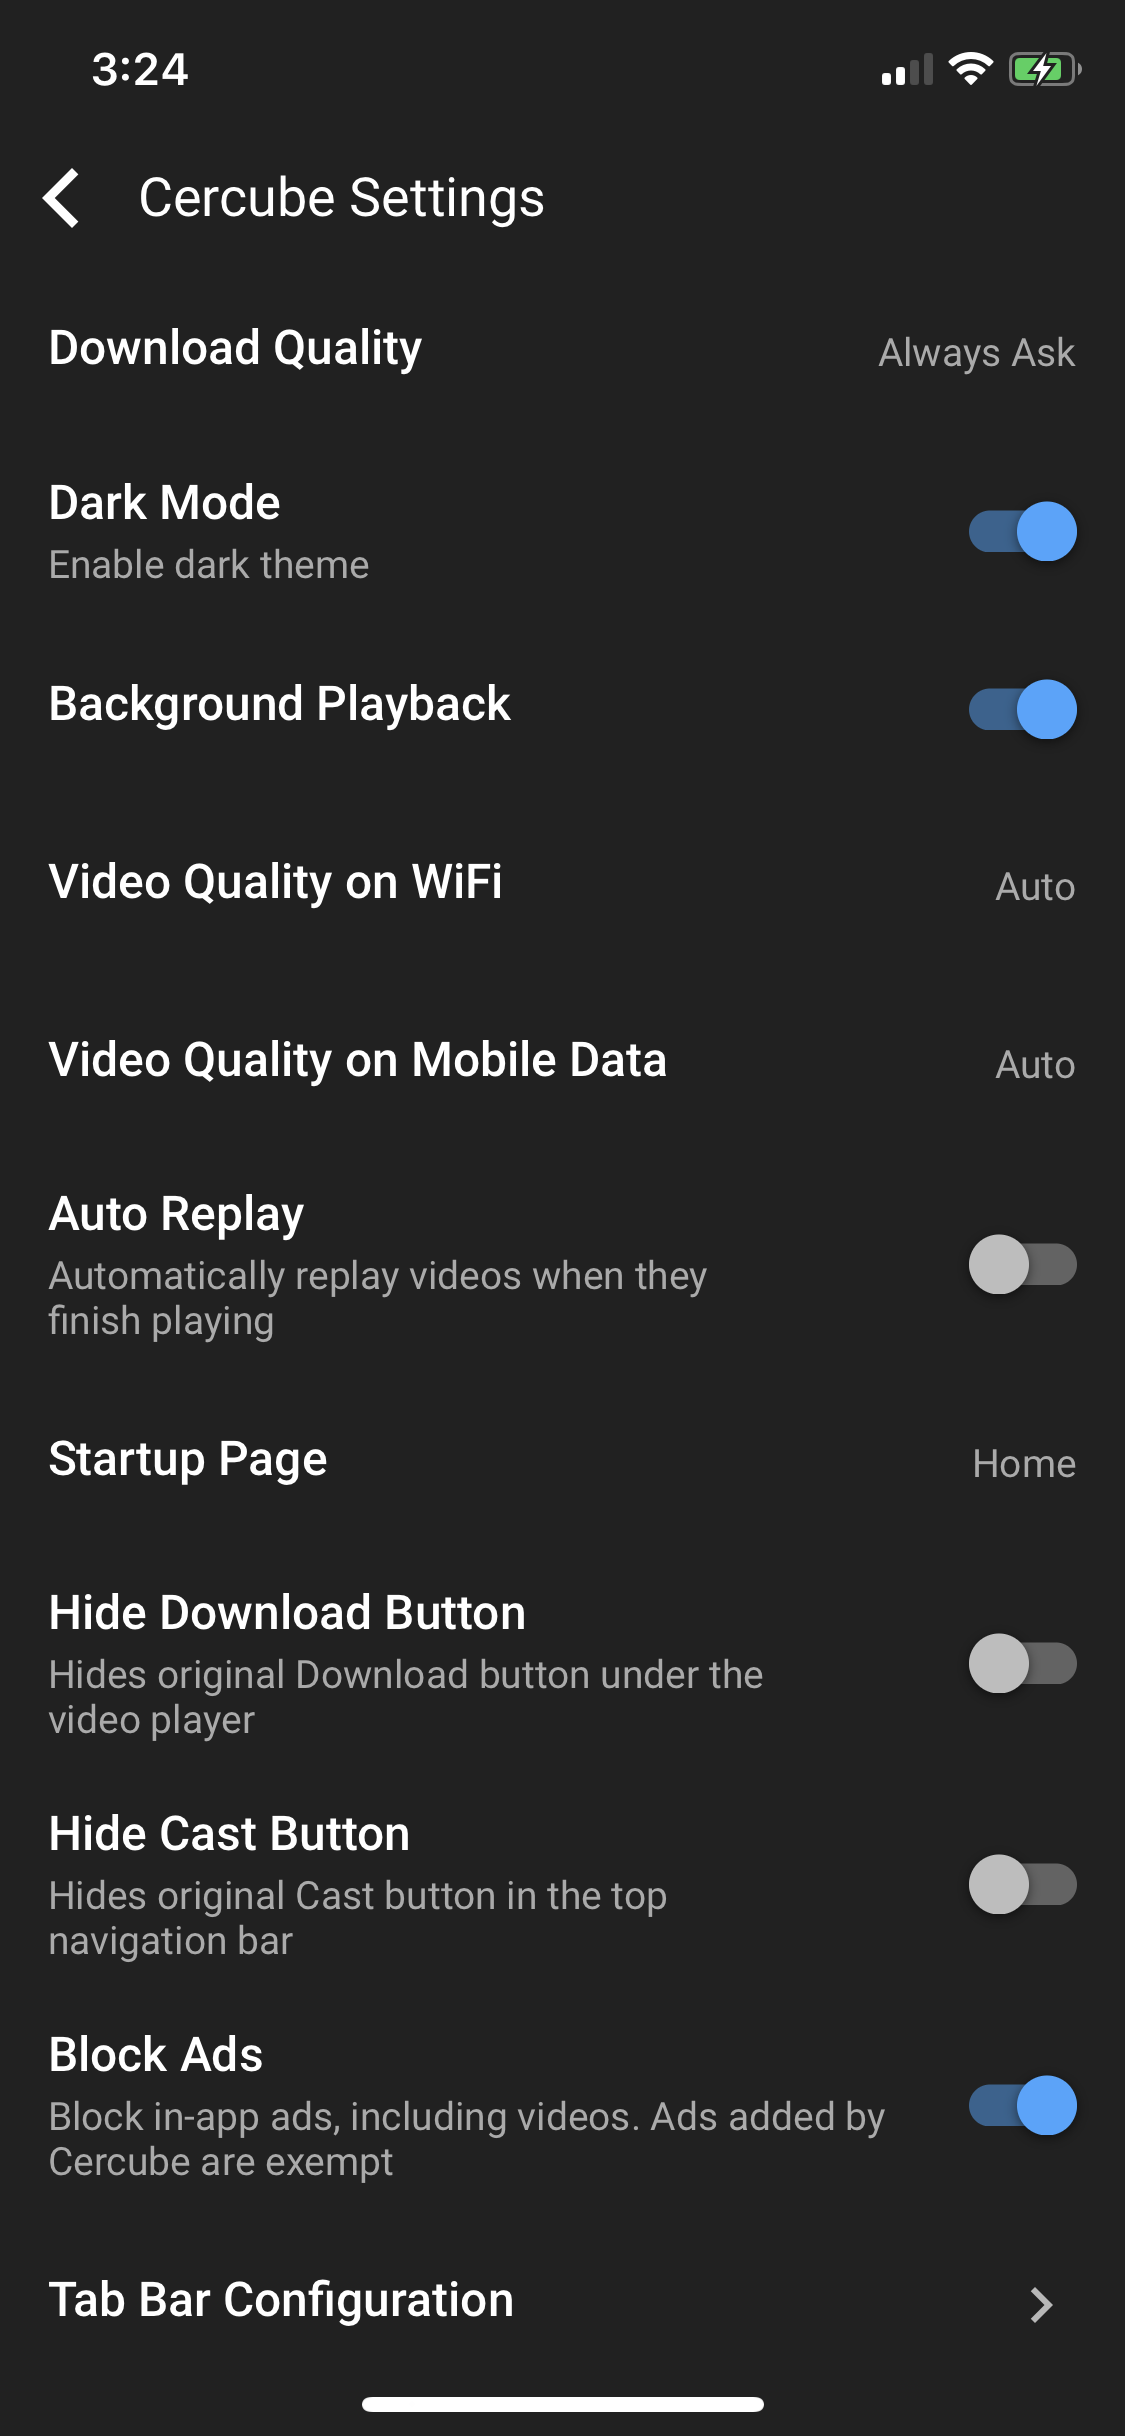 3:24
Cercube Settings
Download Quality
Always Ask
Dark Mode
Enable dark theme
Background Playback
Video Quality on WiFi
Auto
Video Quality on Mobile Data
Auto
Auto Replay
Automatically replay videos when they
finish playing
Startup Page
Home
Hide Download Button
Hides original Download button under the
video player
Hide Cast Button
Hides original Cast button in the top
navigation bar
Block Ads
Block in-app ads, including videos. Ads added by
Cercube are exempt
Tab Bar Configuration